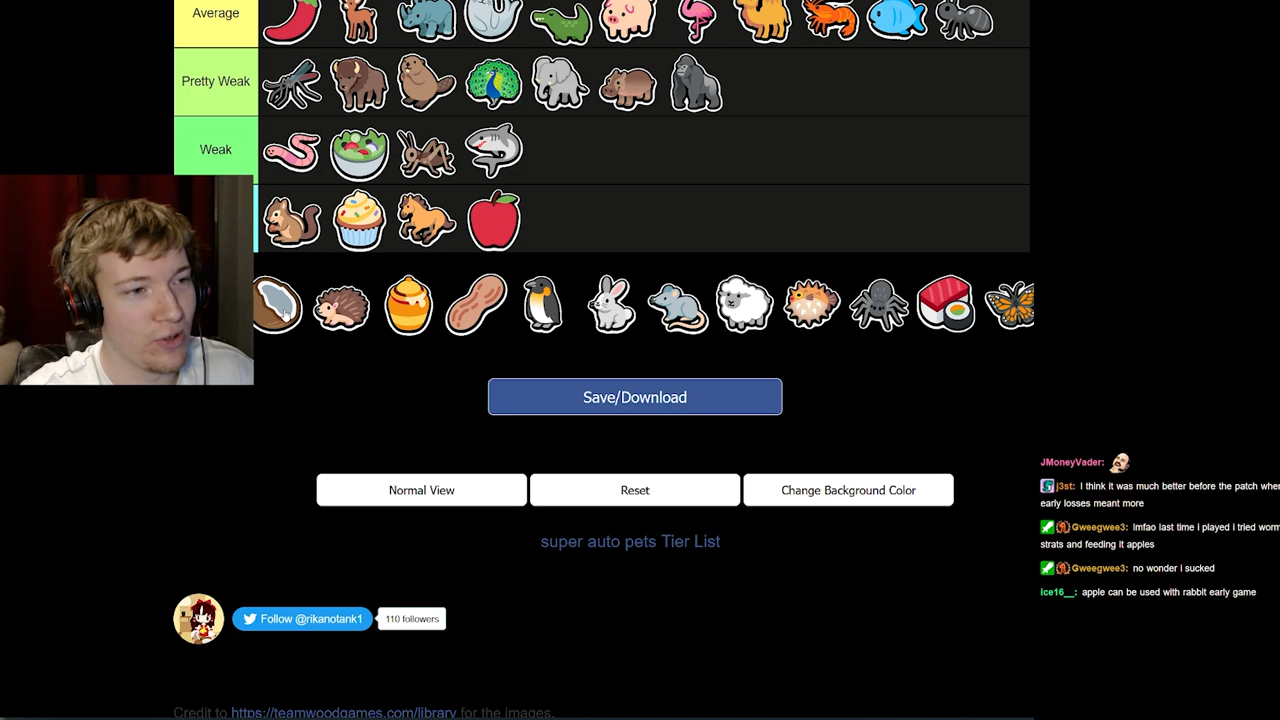 Average
Pretty Weak
Weak
Save/Download
Normal View
Reset
Change Background Color
super auto pets Tier List
Follow @rikanotank1
110 followers
Credit to https://teamwoodgames.com/library for the images.
JMoneyVader:
j3st: I think it was much better before the patch when
early losses meant more
Gweegwee3: lmfao last time i played i tried worm
strats and feeding it apples
Gweegwee3: no wonder i sucked
ice16__: apple can be used with rabbit early game